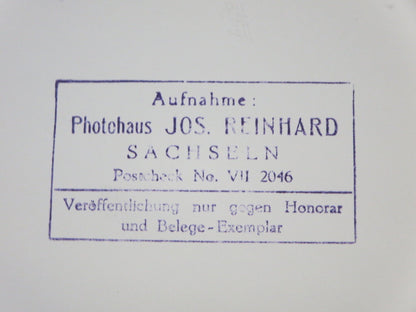 Aufnahme:
Photohaus JOS. REINHARD
SACHSELN
Postcheck No. VII 2046
Veröffentlichung nur gegen Honorar
und Belege-Exemplar